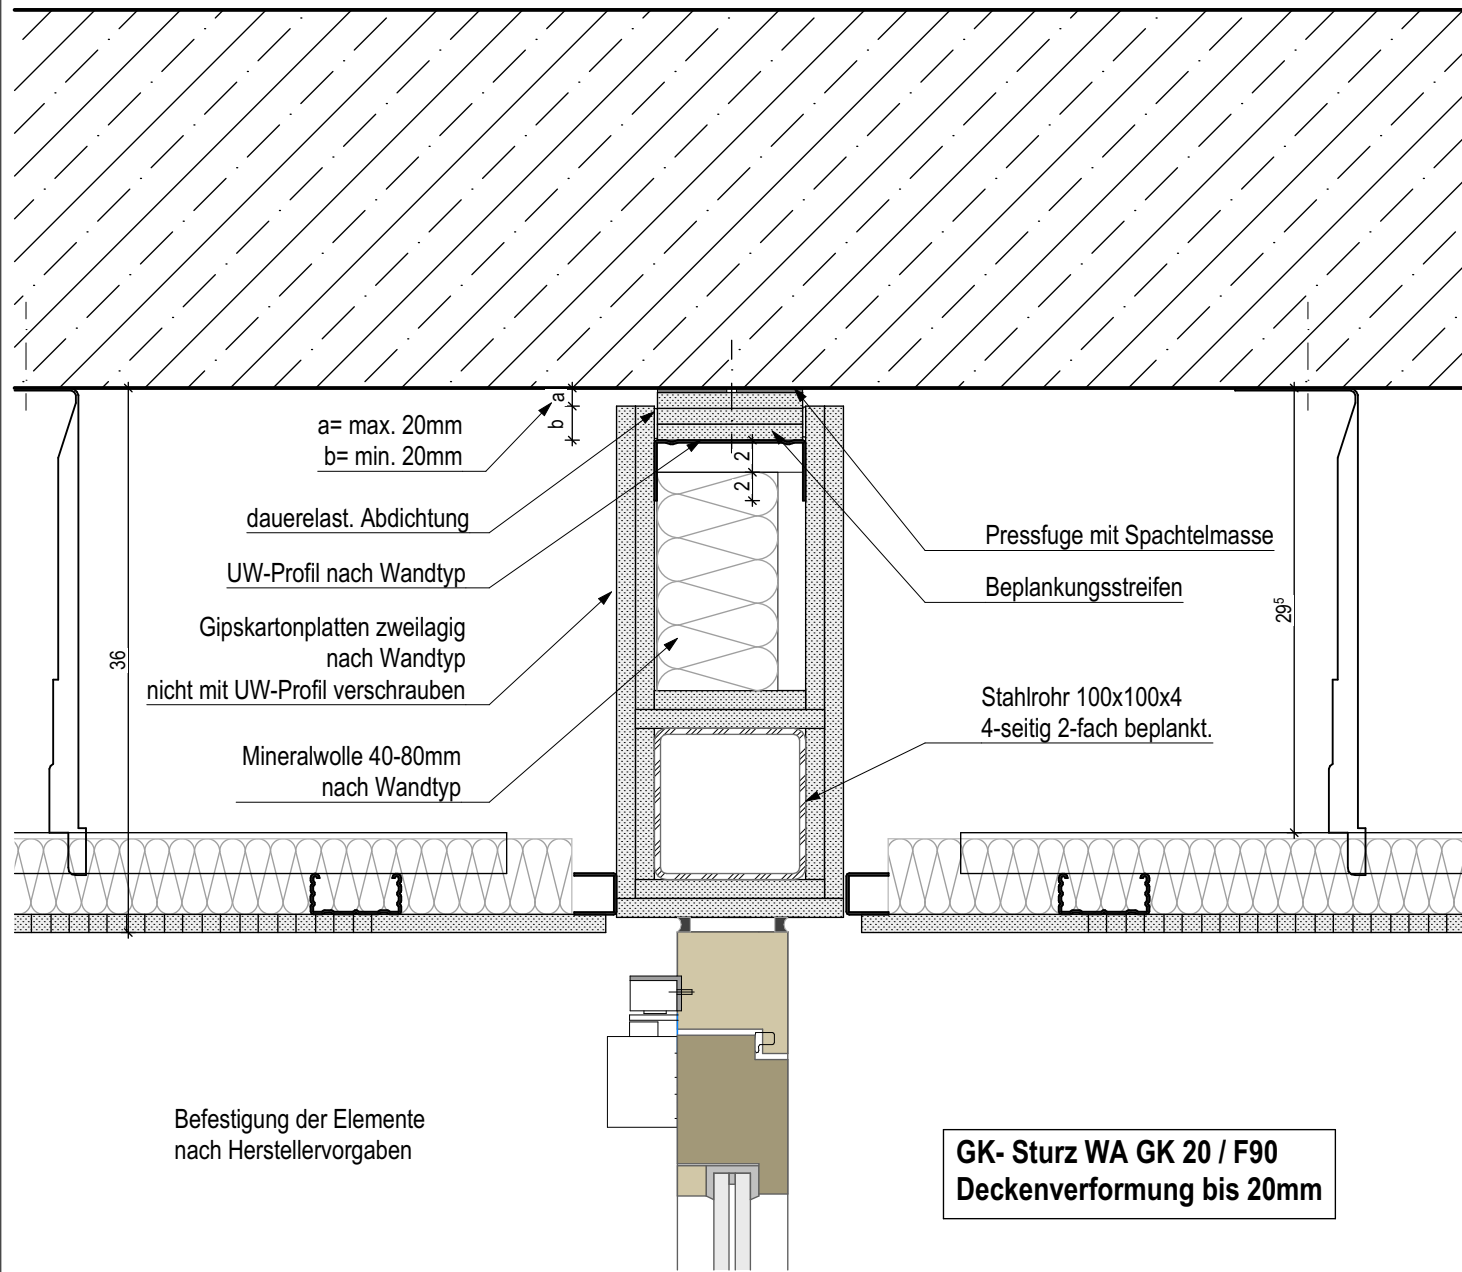 a
b
a= max. 20mm
b= min. 20mm
2
2
dauerelast. Abdichtung
Pressfuge mit Spachtelmasse
UW-Profil nach Wandtyp
Beplankungsstreifen
29⁵
Gipskartonplatten zweilagig
nach Wandtyp
nicht mit UW-Profil verschrauben
36
Stahlrohr 100x100x4
4-seitig 2-fach beplankt.
Mineralwolle 40-80mm
nach Wandtyp
Befestigung der Elemente
nach Herstellervorgaben
GK- Sturz WA GK 20 / F90
Deckenverformung bis 20mm